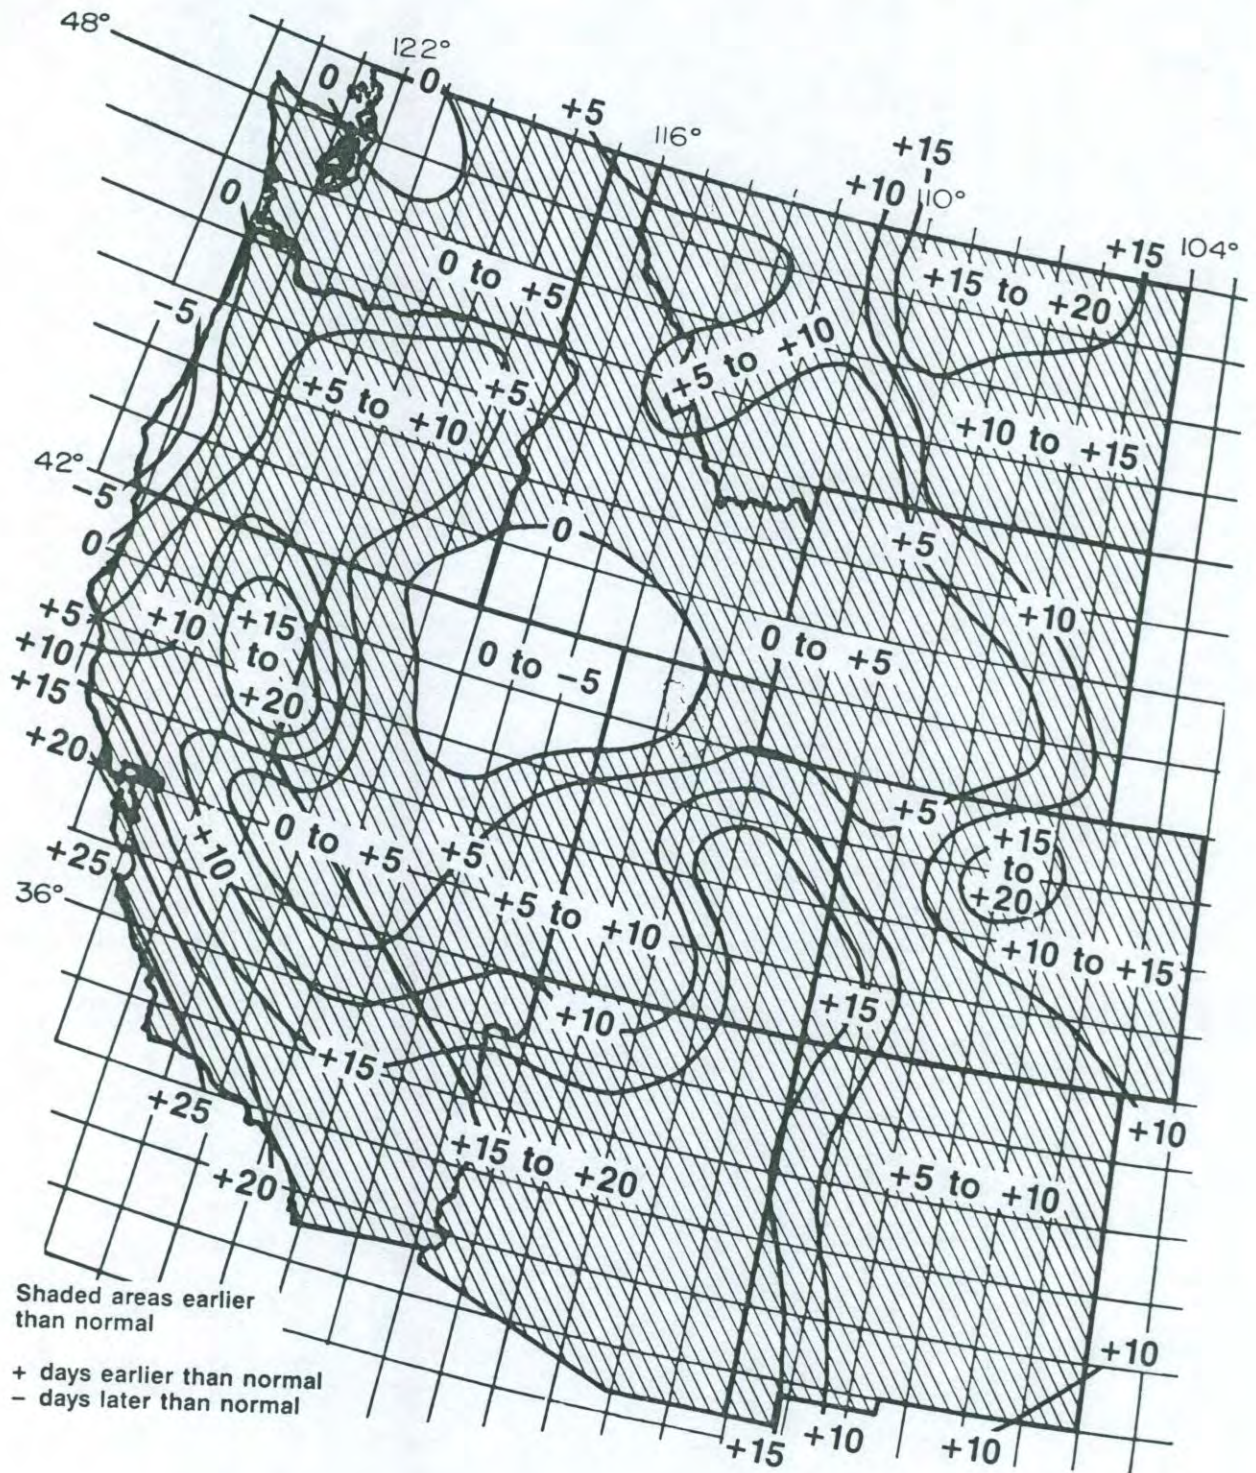 48°
122°
0
0
+5
116°
+15
+10
110°
+15
104°
0
0 to +5
+15 to +20
-5
+5 to +10
+5
+5 to +10
+10 to +15
42°
-5
0
0
+5
+5
+10
+15
+10
+15
to
+20
0 to -5
0 to +5
+10
+20
+25
36°
+10
0 to +5
+5
+5
+15
to
+20
+5 to +10
+10 to +15
+10
+15
+15
+25
+20
+15 to +20
+5 to +10
+10
Shaded areas earlier
than normal
+ days earlier than normal
- days later than normal
+10
+15
+10
+10